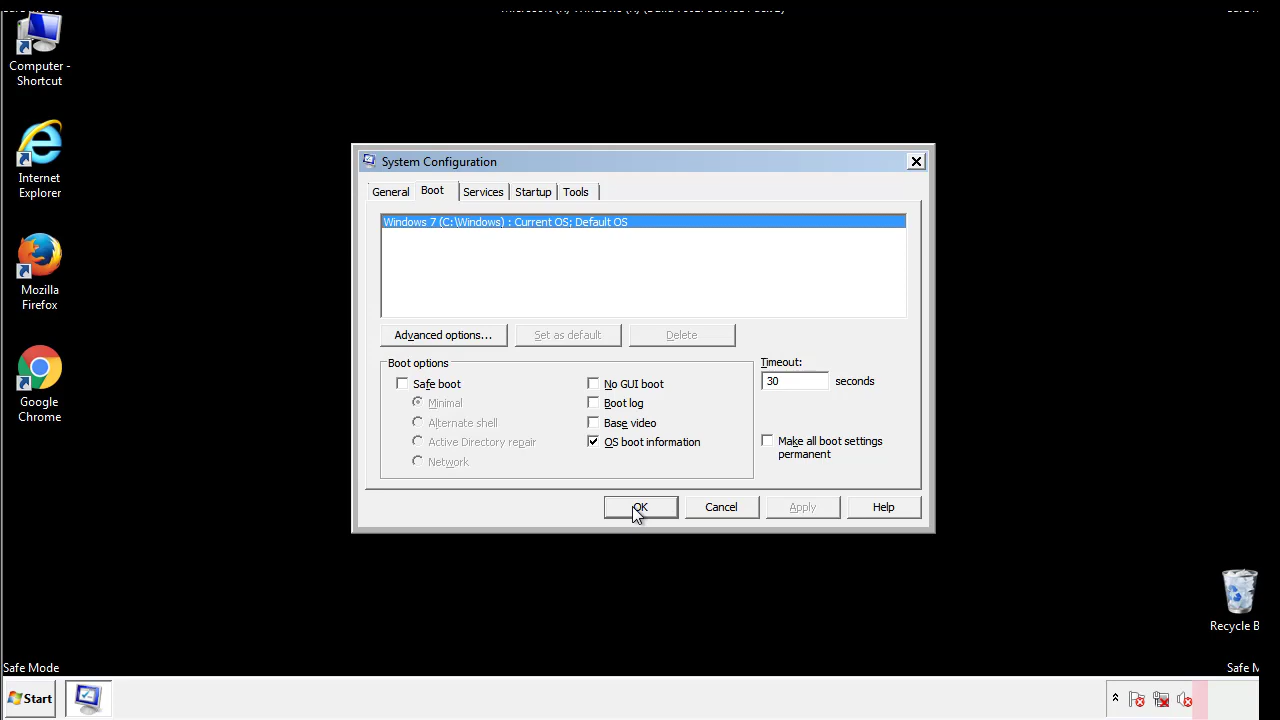 Computer -
Shortcut
Internet
Explorer
Mozilla
Firefox
Google
Chrome
System Configuration
General Boot Services Startup Tools
Windows 7 (C:\Windows) : Current OS; Default OS
Advanced options... Set as default Delete
Boot options
Safe boot
Minimal
Alternate shell
Active Directory repair
Network
No GUI boot
Boot log
Base video
OS boot information
Timeout:
30 seconds
Make all boot settings
permanent
OK Cancel Apply Help
Recycle B
Safe Mode
Safe M
Start